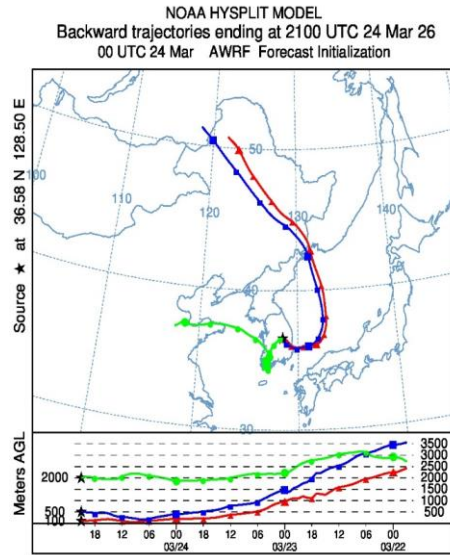 NOAA HYSPLIT MODEL
Backward trajectories ending at 2100 UTC 24 Mar 26
00 UTC 24 Mar AWRF Forecast Initialization
Source ★ at 36.58 N 128.50 E
100
110
120
50
130
140
40
30
Meters AGL
2000
500
100
3500
3000
2500
2000
1500
1000
500
18 12 06 00 18 12 06 00 18 12 06 00
03/24 03/23 03/22